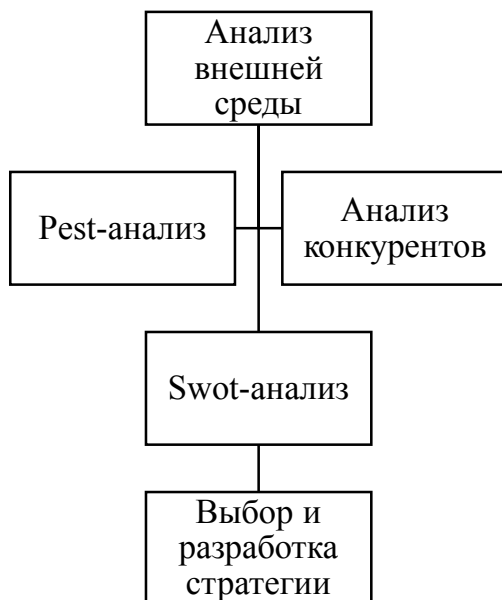 Анализ
внешней
среды
Pest-анализ
Анализ
конкурентов
Swot-анализ
Выбор и
разработка
стратегии